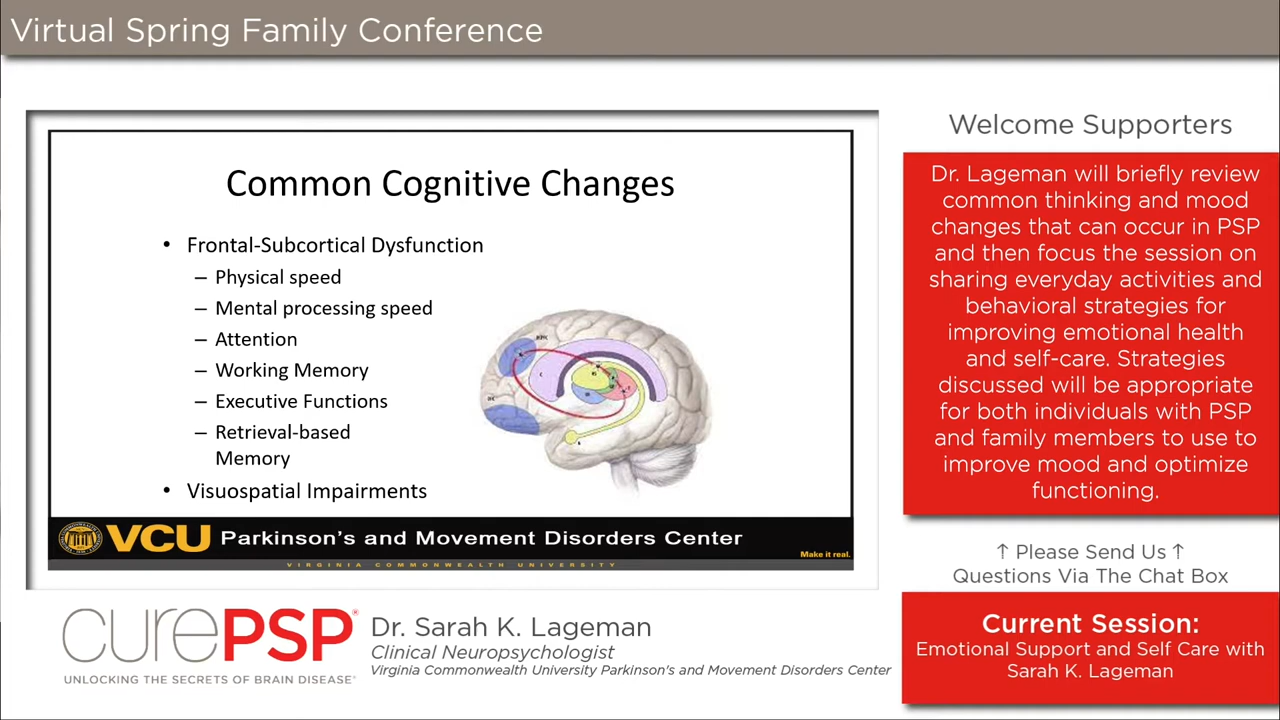 Virtual Spring Family Conference
Common Cognitive Changes
• Frontal-Subcortical Dysfunction
– Physical speed
– Mental processing speed
– Attention
– Working Memory
– Executive Functions
– Retrieval-based
Memory
• Visuospatial Impairments
VCU Parkinson's and Movement Disorders Center
Make it real.
VIRGINIA COMMONWEALTH UNIVERSITY
Welcome Supporters
Dr. Lageman will briefly review
common thinking and mood
changes that can occur in PSP
and then focus the session on
sharing everyday activities and
behavioral strategies for
improving emotional health
and self-care. Strategies
discussed will be appropriate
for both individuals with PSP
and family members to use to
improve mood and optimize
functioning.
↑ Please Send Us ↑
Questions Via The Chat Box
Current Session:
Emotional Support and Self Care with
Sarah K. Lageman
curePSP®
UNLOCKING THE SECRETS OF BRAIN DISEASE®
Dr. Sarah K. Lageman
Clinical Neuropsychologist
Virginia Commonwealth University Parkinson's and Movement Disorders Center